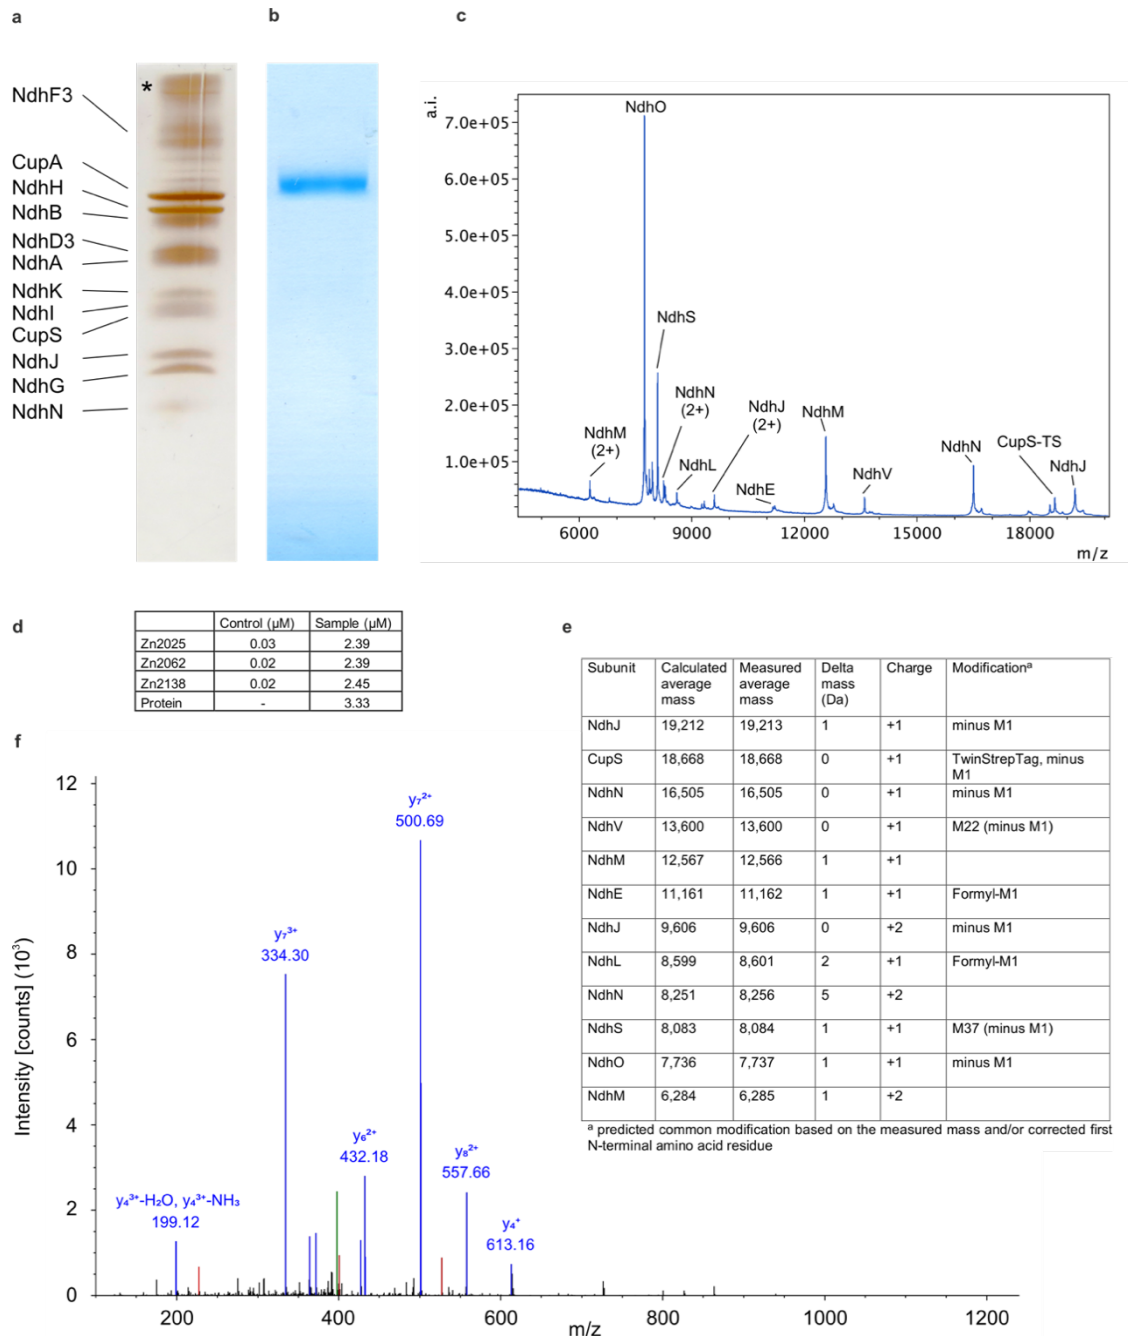 a
b
c
*
NdhF3
CupA
NdhH
NdhB
NdhD3
NdhA
NdhK
NdhI
CupS
NdhJ
NdhG
NdhN
a.i.
7.0e+05
6.0e+05
5.0e+05
4.0e+05
3.0e+05
2.0e+05
1.0e+05
NdhO
NdhS
NdhN
(2+)
NdhJ
(2+)
NdhM
NdhM
(2+)
NdhL
NdhE
NdhV
NdhN
CupS-TS
NdhJ
6000 9000 12000 15000 18000
m/z
d
Control (µM) Sample (µM)
Zn2025 0.03 2.39
Zn2062 0.02 2.39
Zn2138 0.02 2.45
Protein - 3.33
e
Subunit Calculated average mass Measured average mass Delta mass (Da) Charge Modificationᵃ
NdhJ 19,212 19,213 1 +1 minus M1
CupS 18,668 18,668 0 +1 TwinStrepTag, minus M1
NdhN 16,505 16,505 0 +1 minus M1
NdhV 13,600 13,600 0 +1 M22 (minus M1)
NdhM 12,567 12,566 1 +1
NdhE 11,161 11,162 1 +1 Formyl-M1
NdhJ 9,606 9,606 0 +2 minus M1
NdhL 8,599 8,601 2 +1 Formyl-M1
NdhN 8,251 8,256 5 +2
NdhS 8,083 8,084 1 +1 M37 (minus M1)
NdhO 7,736 7,737 1 +1 minus M1
NdhM 6,284 6,285 1 +2
ᵃ predicted common modification based on the measured mass and/or corrected first
N-terminal amino acid residue
f
Intensity [counts] (10³)
12
10
8
6
4
2
0
y₇²⁺
500.69
y₇³⁺
334.30
y₆²⁺
432.18
y₈²⁺
557.66
y₄³⁺-H₂O, y₄³⁺-NH₃
199.12
y₄⁺
613.16
200 400 600 800 1000 1200
m/z